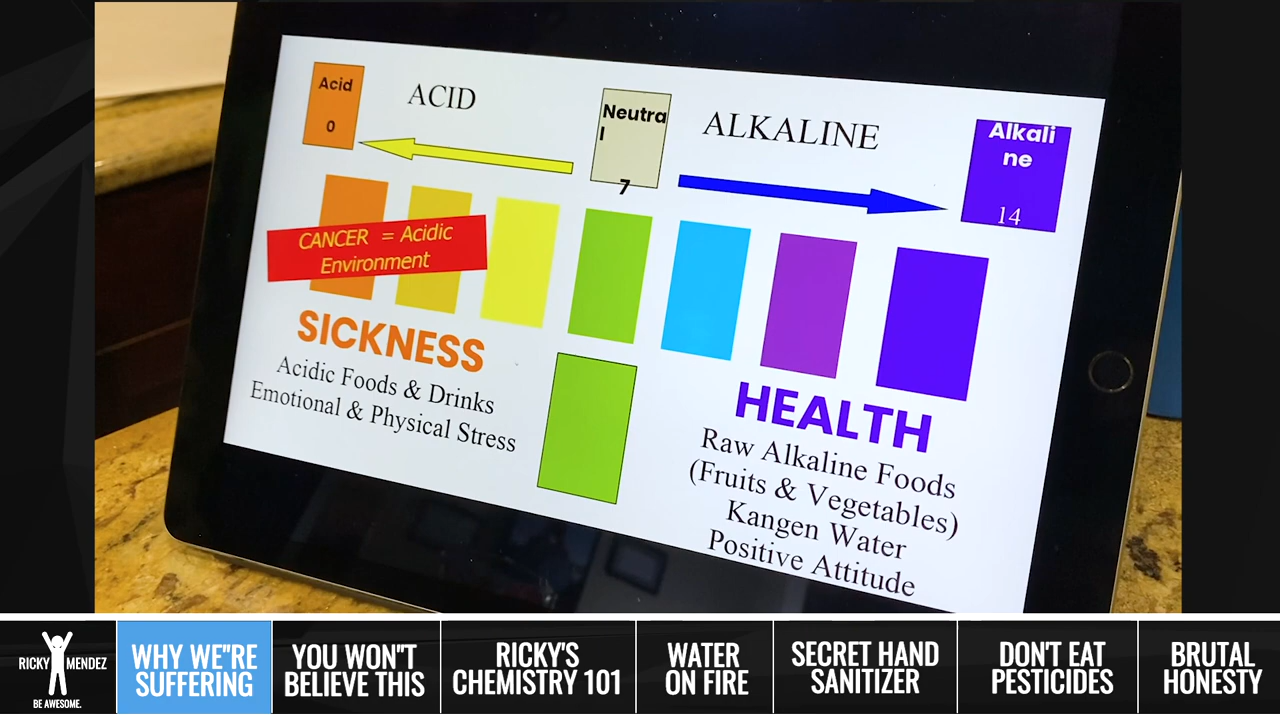 Acid
0
ACID
Neutra
l
7
ALKALINE
Alkali
ne
14
CANCER = Acidic
Environment
SICKNESS
Acidic Foods & Drinks
Emotional & Physical Stress
HEALTH
Raw Alkaline Foods
(Fruits & Vegetables)
Kangen Water
Positive Attitude
RICKY MENDEZ
BE AWESOME.
WHY WE"RE
SUFFERING
YOU WON"T
BELIEVE THIS
RICKY'S
CHEMISTRY 101
WATER
ON FIRE
SECRET HAND
SANITIZER
DON'T EAT
PESTICIDES
BRUTAL
HONESTY